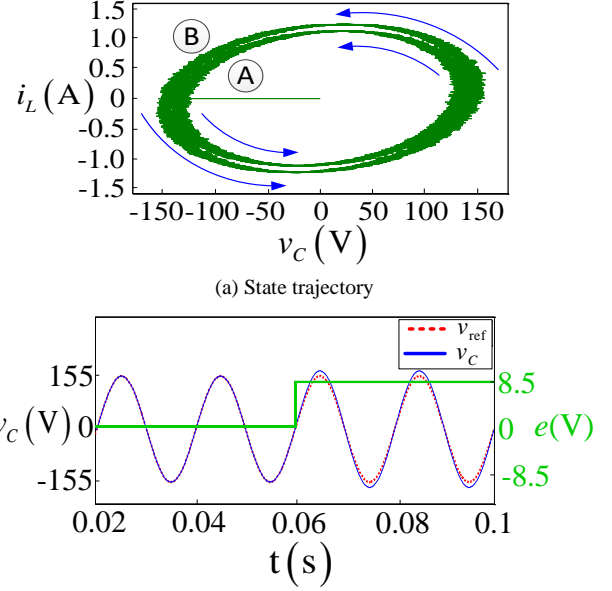 1.5
1.0
0.5
0
-0.5
-1.0
-1.5
i_L (A)
B
A
-150 -100 -50 0 50 100 150
v_C (V)
(a) State trajectory
v_ref
v_C
155
0
-155
v_C (V)
8.5
0
-8.5
e(V)
0.02 0.04 0.06 0.08 0.1
t(s)